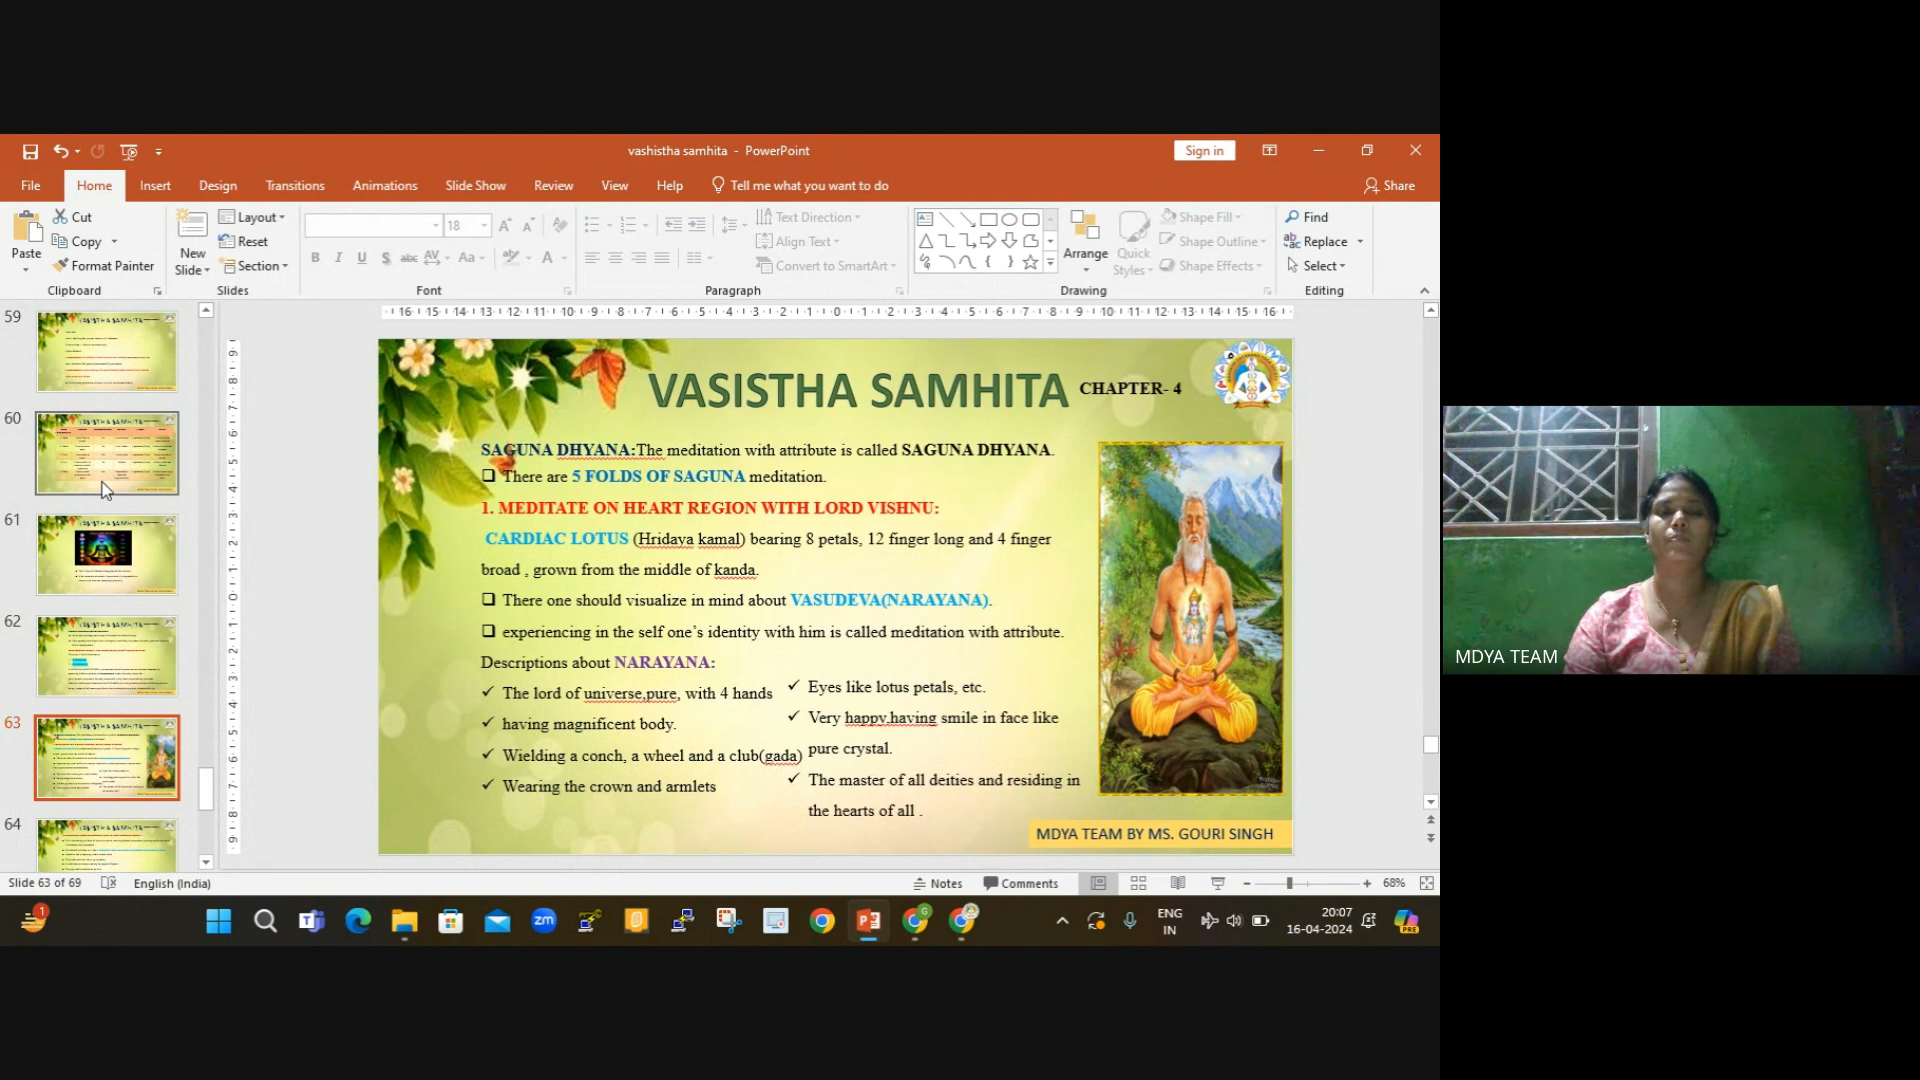 vashistha samhita - PowerPoint
Sign in
File Home Insert Design Transitions Animations Slide Show Review View Help Tell me what you want to do Share
Paste
Cut
Copy
Format Painter
Clipboard
New Slide
Layout
Reset
Section
Slides
18
Font
Text Direction
Align Text
Convert to SmartArt
Paragraph
Arrange
Quick Styles
Shape Fill
Shape Outline
Shape Effects
Drawing
Find
Replace
Select
Editing
59
60
61
62
63
64
VASISTHA SAMHITA CHAPTER- 4
SAGUNA DHYANA:The meditation with attribute is called SAGUNA DHYANA.
There are 5 FOLDS OF SAGUNA meditation.
1. MEDITATE ON HEART REGION WITH LORD VISHNU:
CARDIAC LOTUS (Hridaya kamal) bearing 8 petals, 12 finger long and 4 finger
broad , grown from the middle of kanda.
There one should visualize in mind about VASUDEVA(NARAYANA).
experiencing in the self one's identity with him is called meditation with attribute.
Descriptions about NARAYANA:
The lord of universe,pure, with 4 hands
having magnificent body.
Wielding a conch, a wheel and a club(gada)
Wearing the crown and armlets
Eyes like lotus petals, etc.
Very happy,having smile in face like
pure crystal.
The master of all deities and residing in
the hearts of all .
MDYA TEAM BY MS. GOURI SINGH
MDYA TEAM
Slide 63 of 69 English (India) Notes Comments 68%
ENG
IN
20:07
16-04-2024